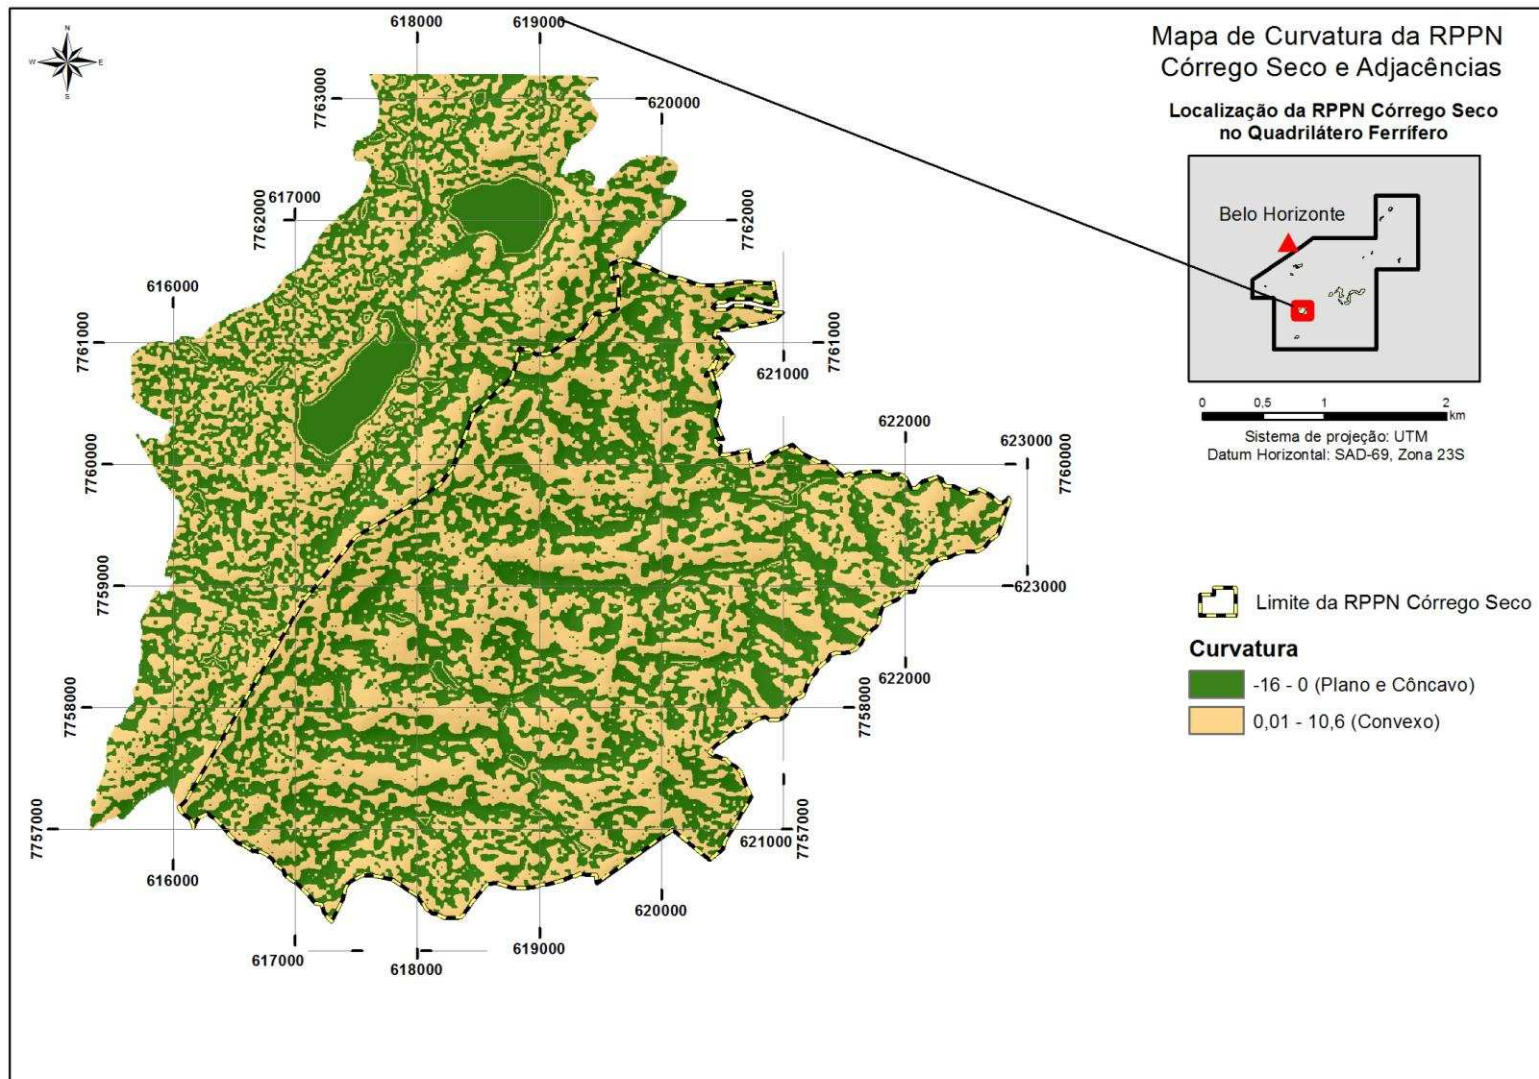 618000
619000
Mapa de Curvatura da RPPN
Córrego Seco e Adjacências
Localização da RPPN Córrego Seco
no Quadrilátero Ferrífero
Belo Horizonte
0 0,5 1 2
km
Sistema de projeção: UTM
Datum Horizontal: SAD-69, Zona 23S
Limite da RPPN Córrego Seco
Curvatura
-16 - 0 (Plano e Côncavo)
0,01 - 10,6 (Convexo)
N
W
E
S
7763000
620000
617000
7762000
7762000
616000
7761000
7761000
621000
622000
623000
7760000
7760000
7759000
623000
622000
7758000
7758000
7757000
621000
7757000
616000
620000
619000
617000
618000